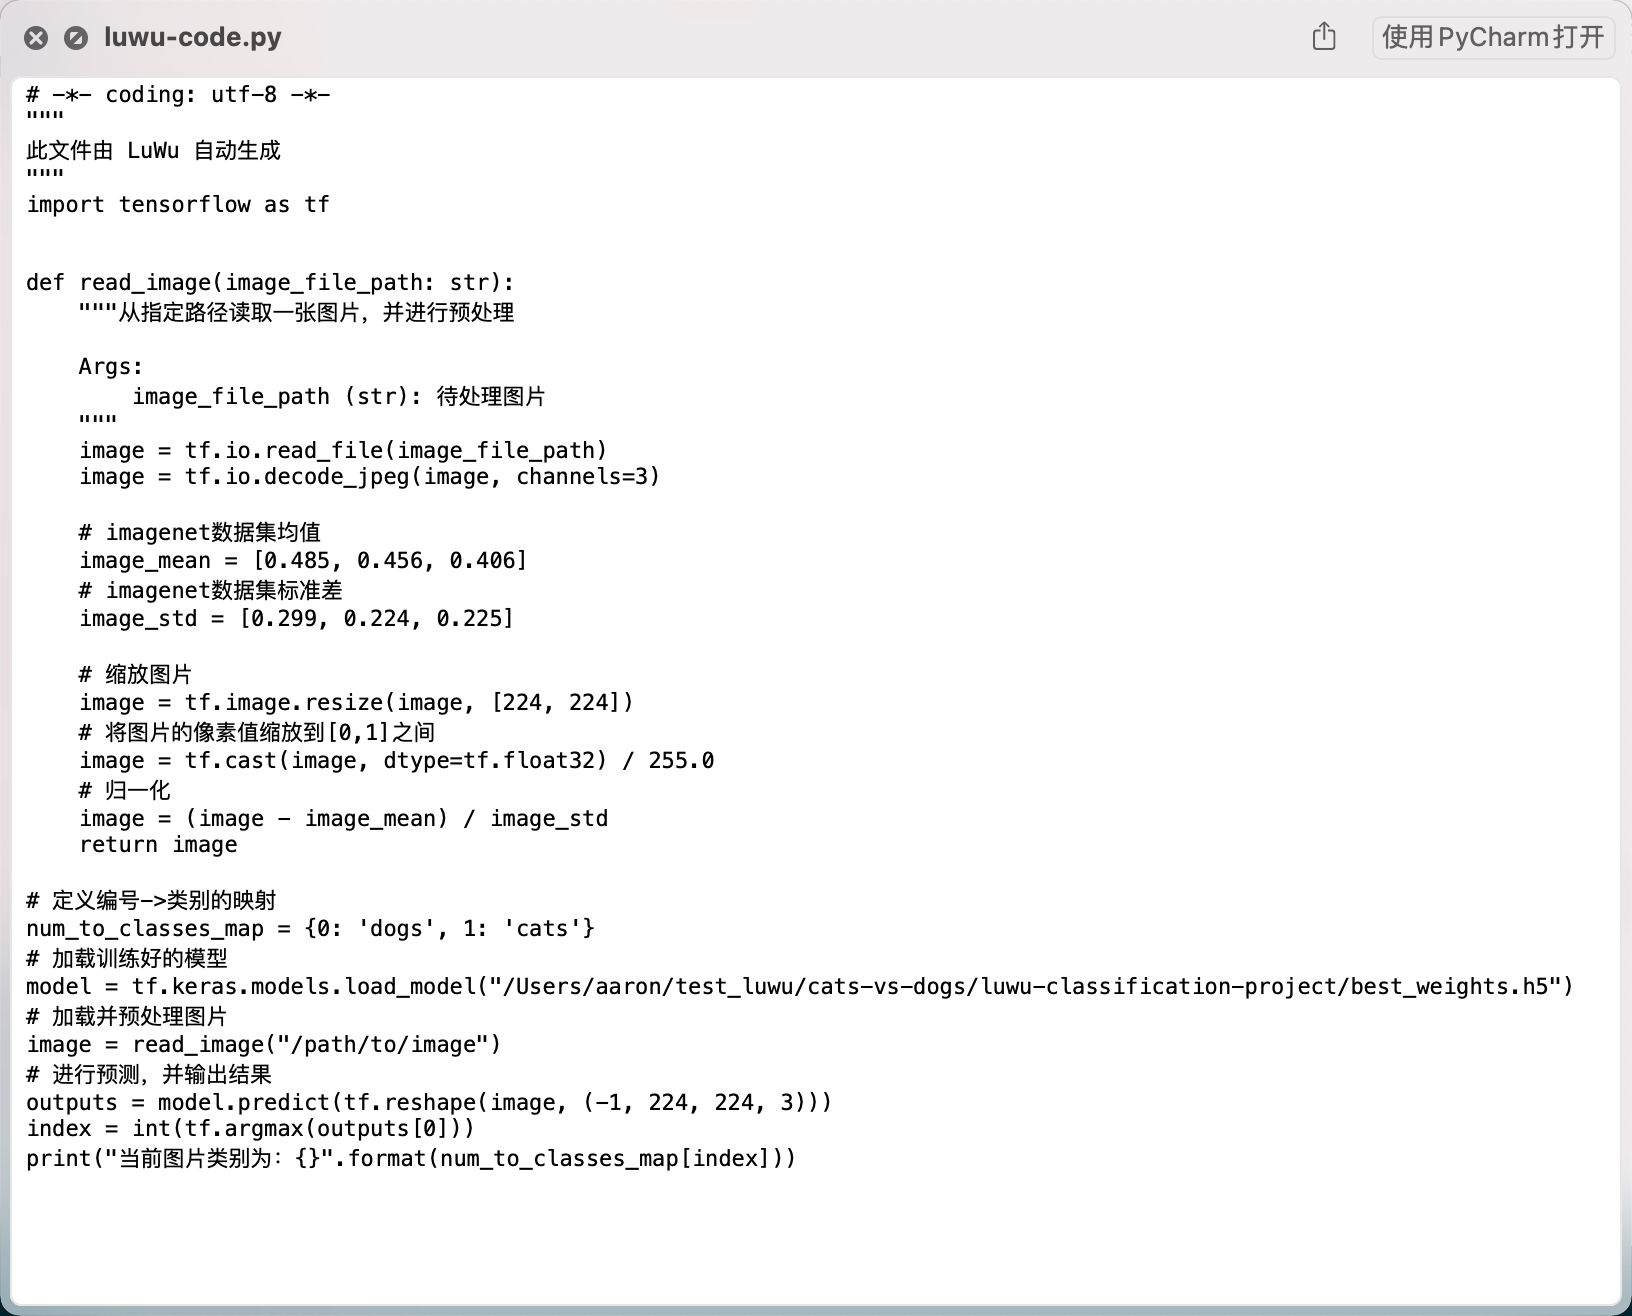 luwu-code.py
使用PyCharm打开
# -*- coding: utf-8 -*-
"""
此文件由 LuWu 自动生成
"""
import tensorflow as tf
def read_image(image_file_path: str):
    """从指定路径读取一张图片，并进行预处理
    Args:
        image_file_path (str): 待处理图片
    """
    image = tf.io.read_file(image_file_path)
    image = tf.io.decode_jpeg(image, channels=3)
    # imagenet数据集均值
    image_mean = [0.485, 0.456, 0.406]
    # imagenet数据集标准差
    image_std = [0.299, 0.224, 0.225]
    # 缩放图片
    image = tf.image.resize(image, [224, 224])
    # 将图片的像素值缩放到[0,1]之间
    image = tf.cast(image, dtype=tf.float32) / 255.0
    # 归一化
    image = (image - image_mean) / image_std
    return image
# 定义编号->类别的映射
num_to_classes_map = {0: 'dogs', 1: 'cats'}
# 加载训练好的模型
model = tf.keras.models.load_model("/Users/aaron/test_luwu/cats-vs-dogs/luwu-classification-project/best_weights.h5")
# 加载并预处理图片
image = read_image("/path/to/image")
# 进行预测，并输出结果
outputs = model.predict(tf.reshape(image, (-1, 224, 224, 3)))
index = int(tf.argmax(outputs[0]))
print("当前图片类别为：{}".format(num_to_classes_map[index]))